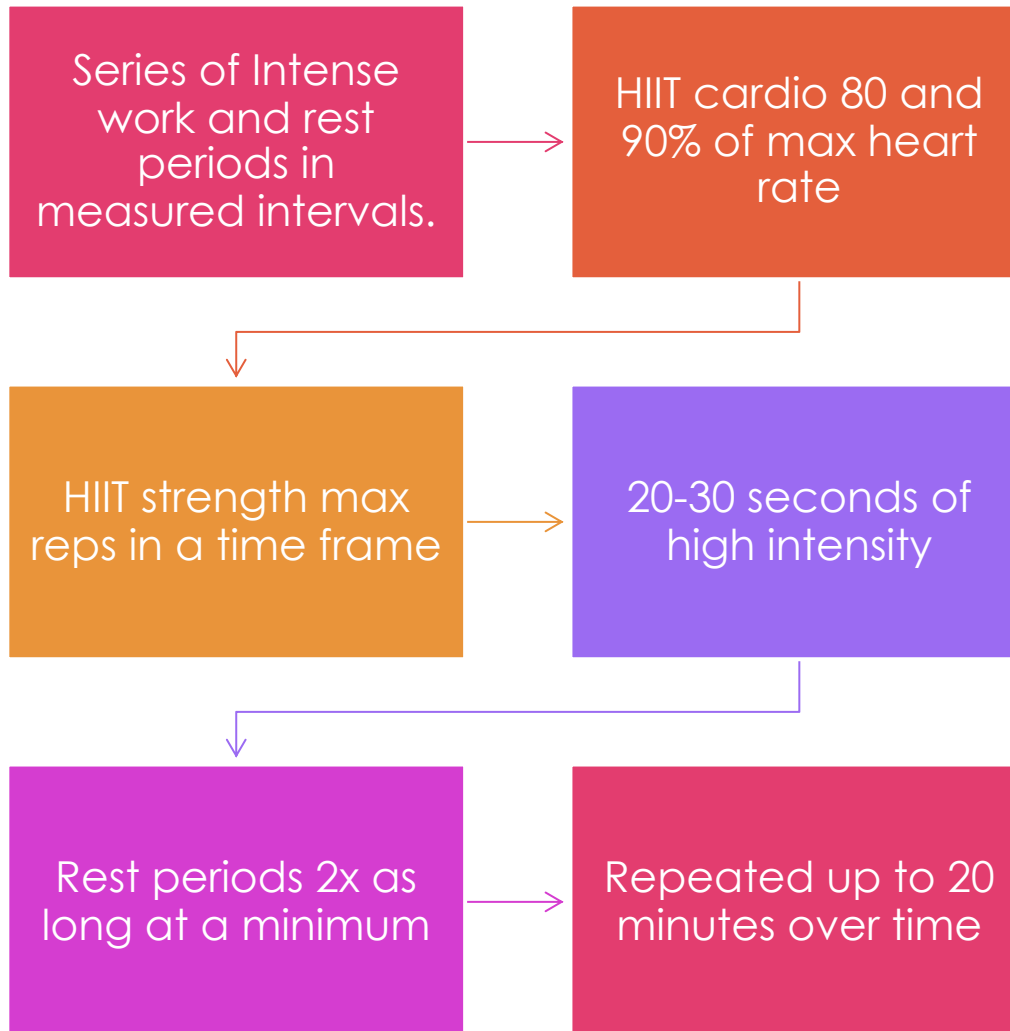 Series of Intense
work and rest
periods in
measured intervals.
HIIT cardio 80 and
90% of max heart
rate
HIIT strength max
reps in a time frame
20-30 seconds of
high intensity
Rest periods 2x as
long at a minimum
Repeated up to 20
minutes over time